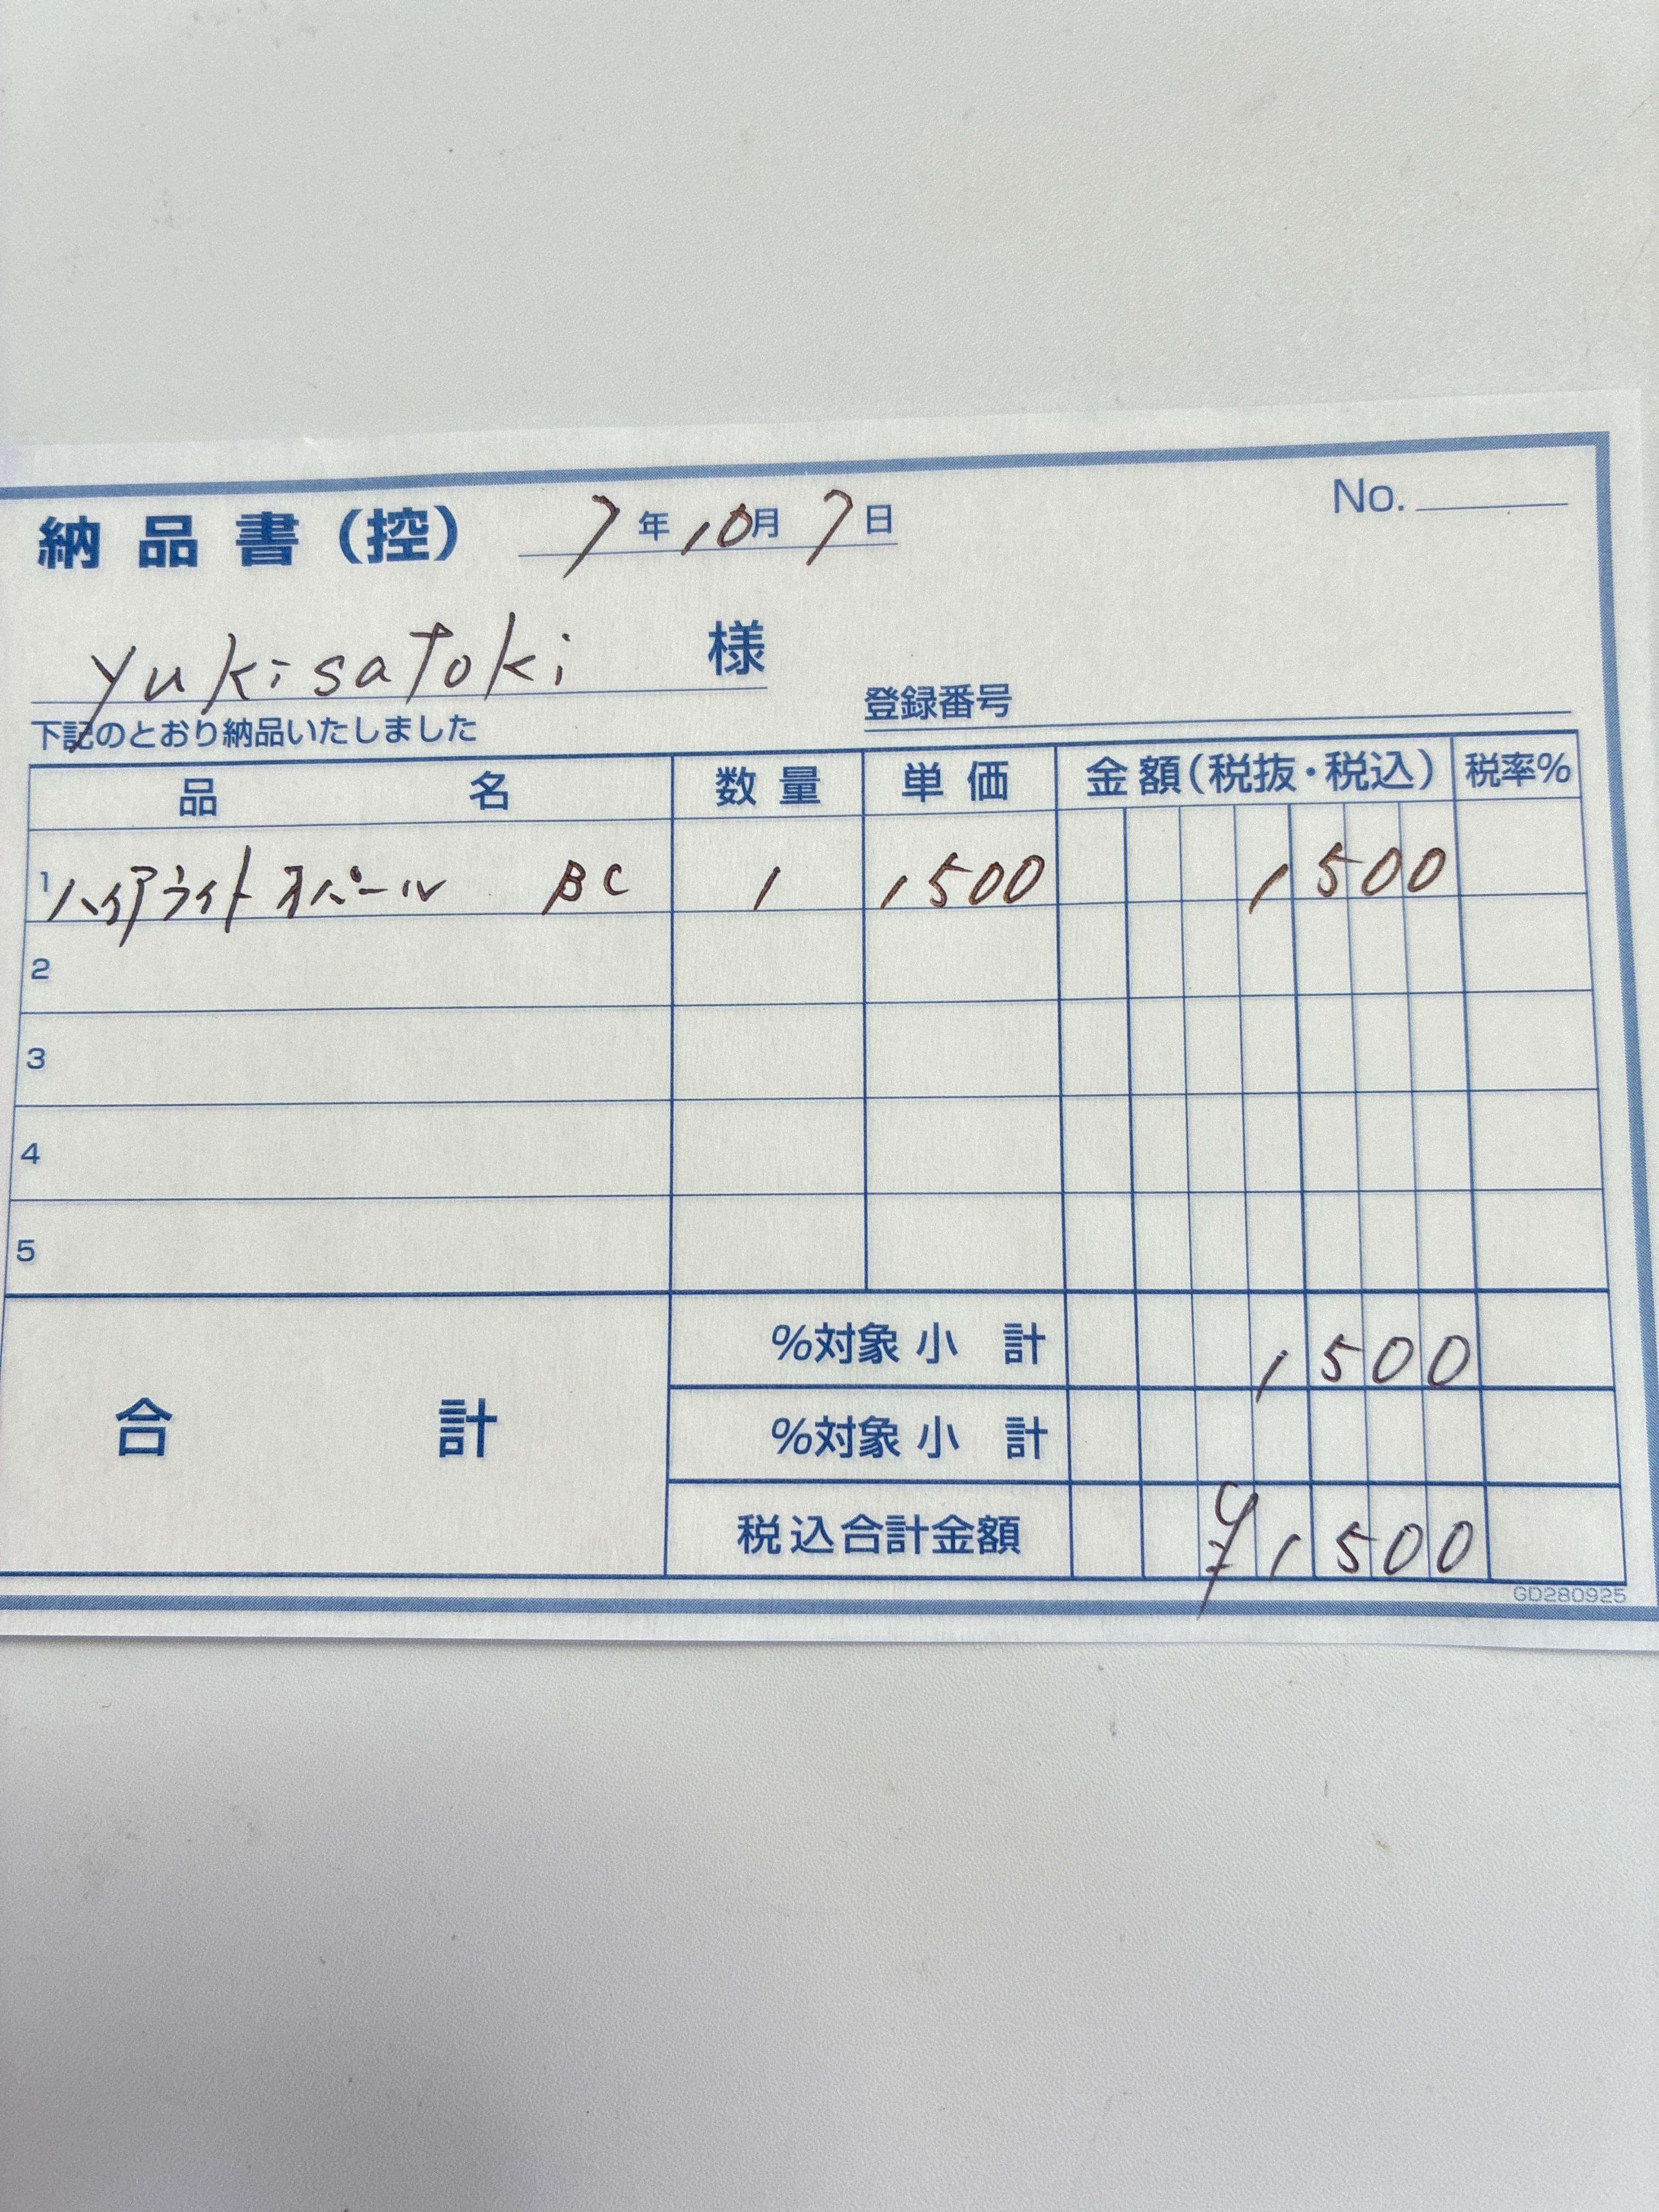 納品書(控) 7年10月7日 No.
yukisatoki 様
登録番号
下記のとおり納品いたしました
品名 数量 単価 金額(税抜・税込) 税率%
1 ハイアライトオパール BC 1 1500 1500
2
3
4
5
合計
%対象小計 1500
%対象小計
税込合計金額 ¥1500
GD280925